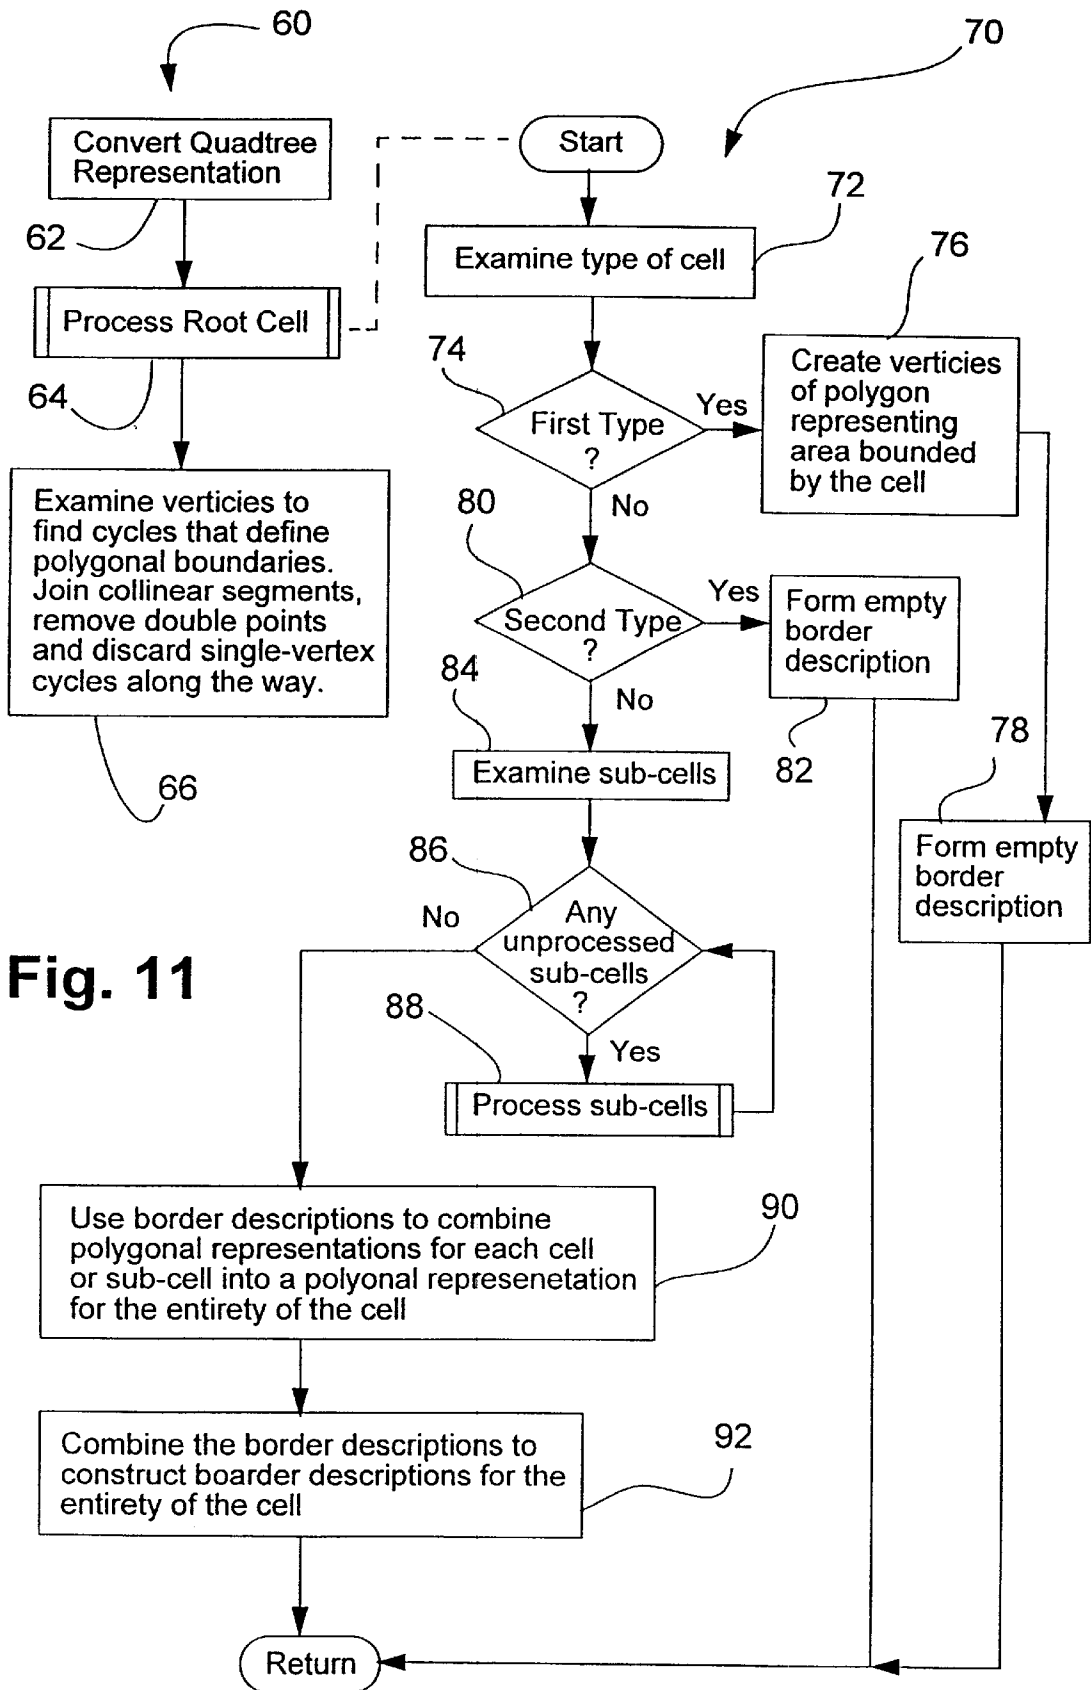 60
70
Convert Quadtree
Representation
62
Process Root Cell
64
Examine verticies to
find cycles that define
polygonal boundaries.
Join collinear segments,
remove double points
and discard single-vertex
cycles along the way.
66
Start
72
Examine type of cell
74
First Type
?
Yes
No
76
Create verticies
of polygon
representing
area bounded
by the cell
80
Second Type
?
Yes
No
Form empty
border
description
82
78
Form empty
border
description
84
Examine sub-cells
86
Any
unprocessed
sub-cells
?
No
Yes
88
Process sub-cells
Fig. 11
90
Use border descriptions to combine
polygonal representations for each cell
or sub-cell into a polyonal represenetation
for the entirety of the cell
92
Combine the border descriptions to
construct boarder descriptions for the
entirety of the cell
Return